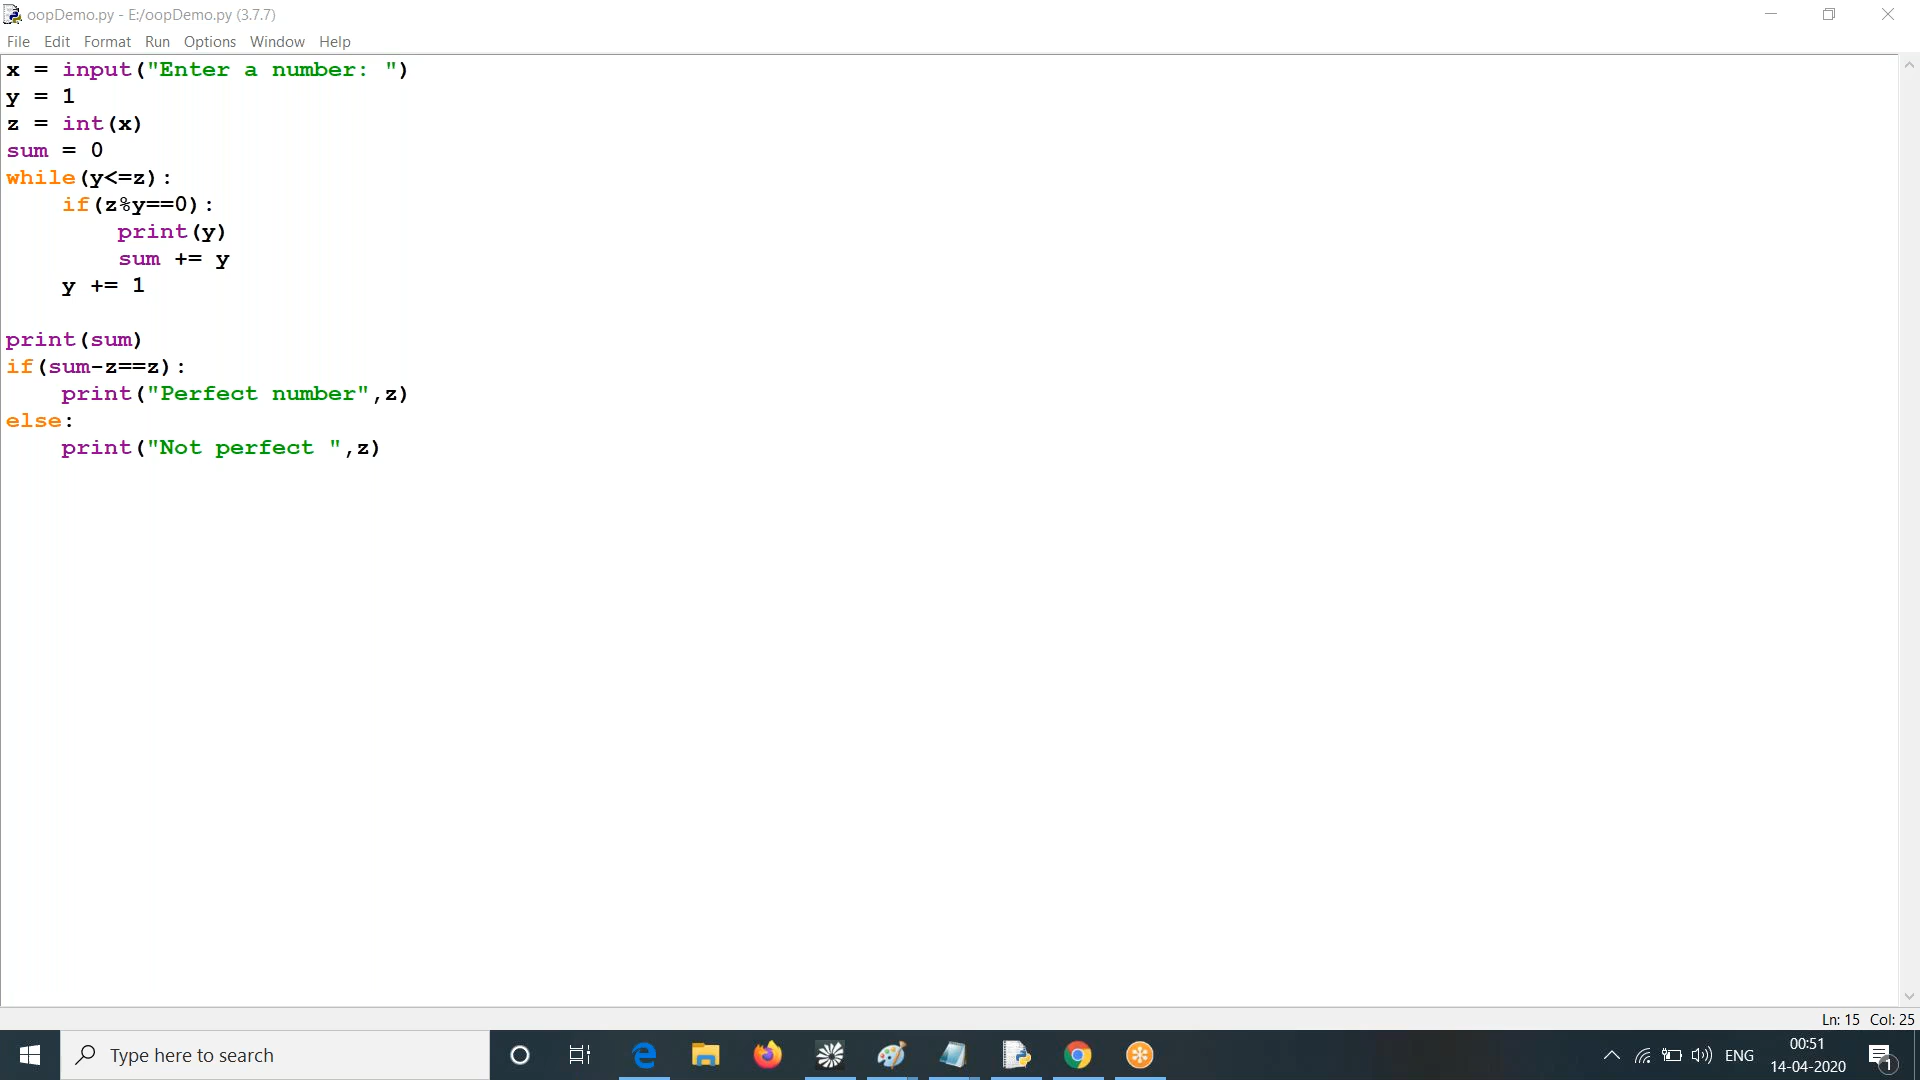 oopDemo.py - E:/oopDemo.py (3.7.7)
File Edit Format Run Options Window Help
x = input("Enter a number: ")
y = 1
z = int(x)
sum = 0
while(y<=z):
    if(z%y==0):
        print(y)
        sum += y
    y += 1

print(sum)
if(sum-z==z):
    print("Perfect number",z)
else:
    print("Not perfect ",z)
Ln: 15 Col: 25
Type here to search
ENG
00:51
14-04-2020
1